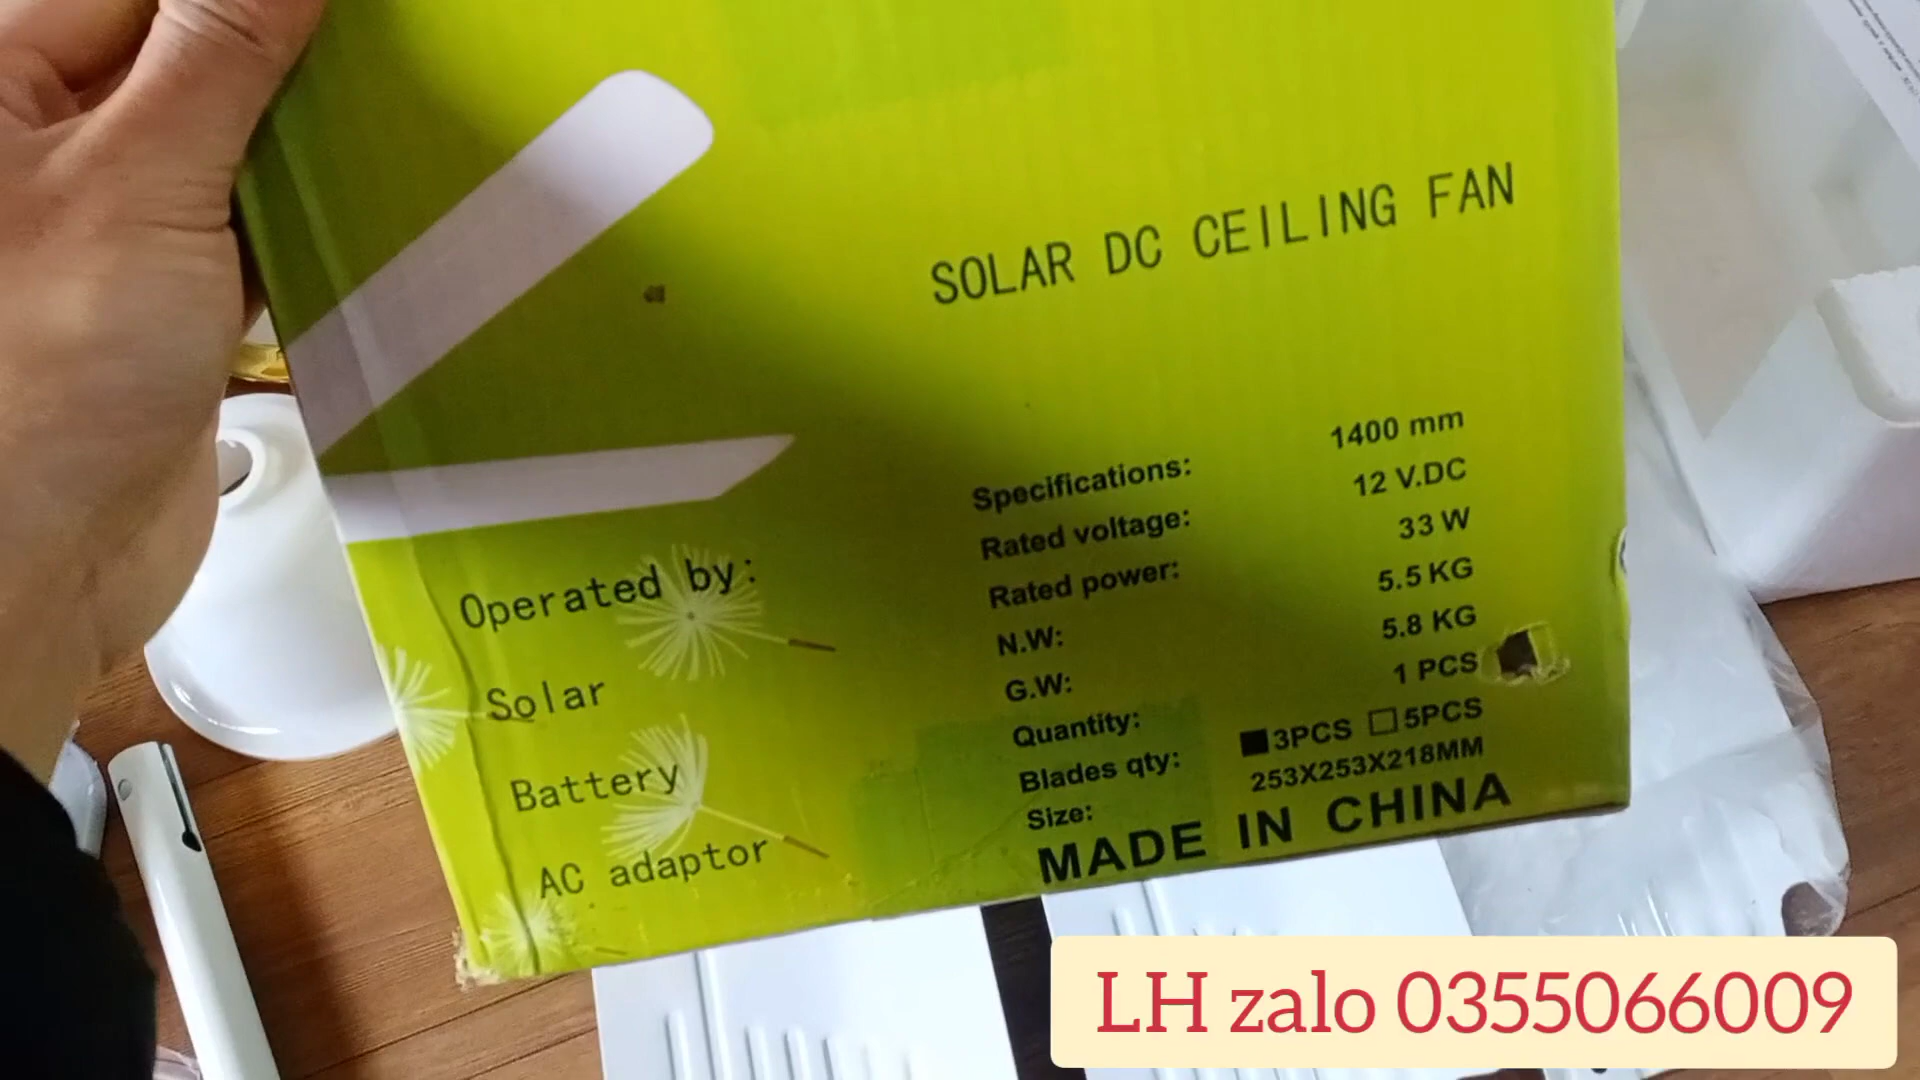 SOLAR DC CEILING FAN
Specifications: 1400 mm
Rated voltage: 12 V.DC
Rated power: 33 W
N.W: 5.5 KG
G.W: 5.8 KG
Quantity: 1 PCS
Blades qty: ■3PCS □5PCS
Size: 253X253X218MM
MADE IN CHINA
Operated by:
Solar
Battery
AC adaptor
LH zalo 0355066009